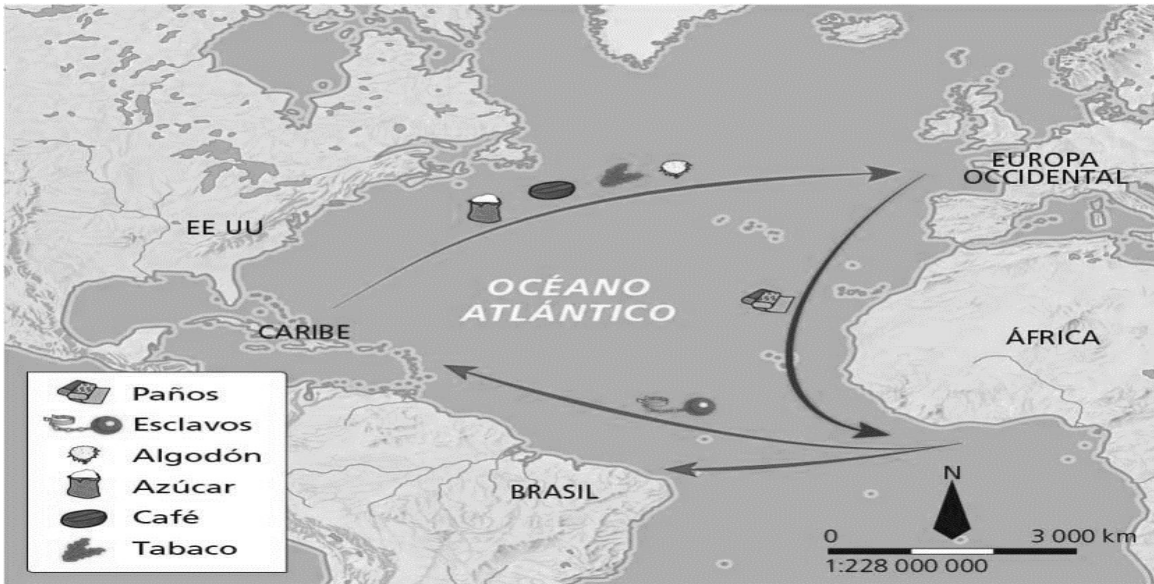 EUROPA
OCCIDENTAL
EE UU
OCÉANO
ATLÁNTICO
CARIBE
ÁFRICA
BRASIL
Paños
Esclavos
Algodón
Azúcar
Café
Tabaco
N
0 3 000 km
1:228 000 000